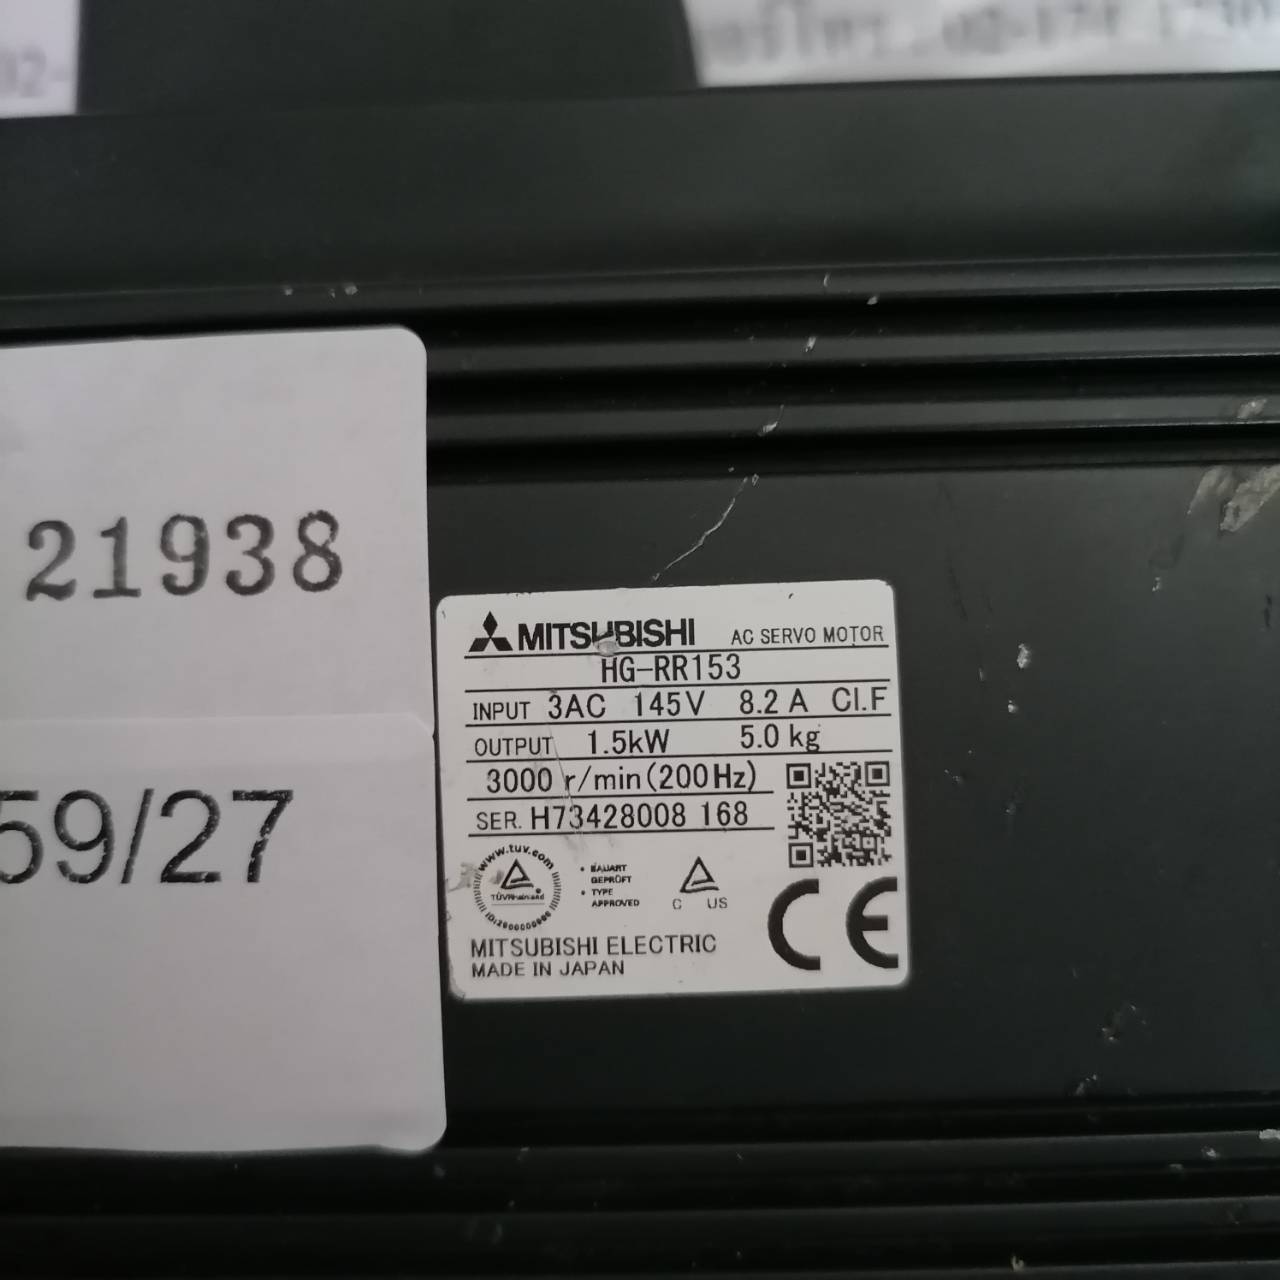 21938
59/27
MITSUBISHI AC SERVO MOTOR
HG-RR153
INPUT 3AC 145V 8.2 A Cl.F
OUTPUT 1.5kW 5.0 kg
3000 r/min (200Hz)
SER. H73428008 168
www.tuv.com
TÜVRheinland
• BAUART
GEPRÜFT
• TYPE
APPROVED
C US
CE
MITSUBISHI ELECTRIC
MADE IN JAPAN